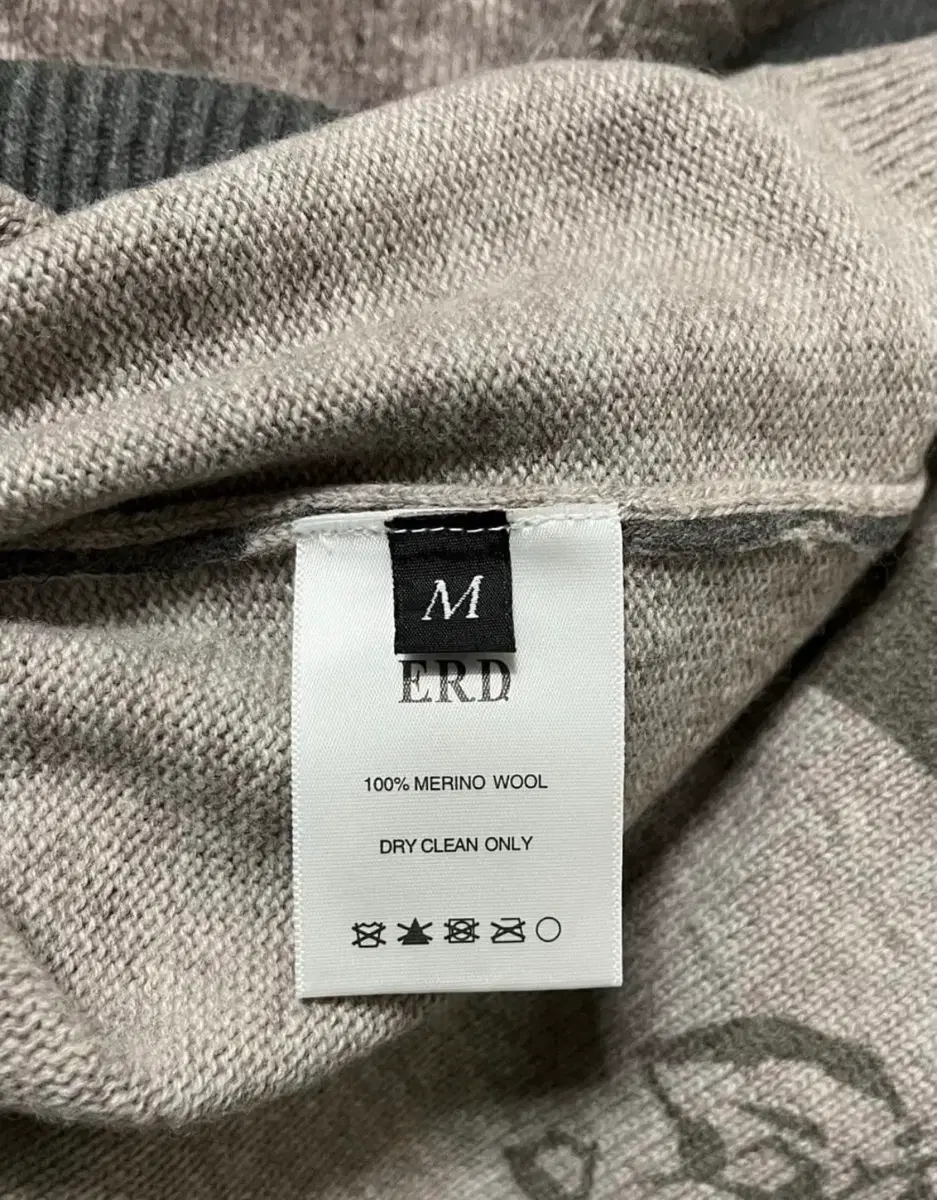 M
ERD
100% MERINO WOOL
DRY CLEAN ONLY